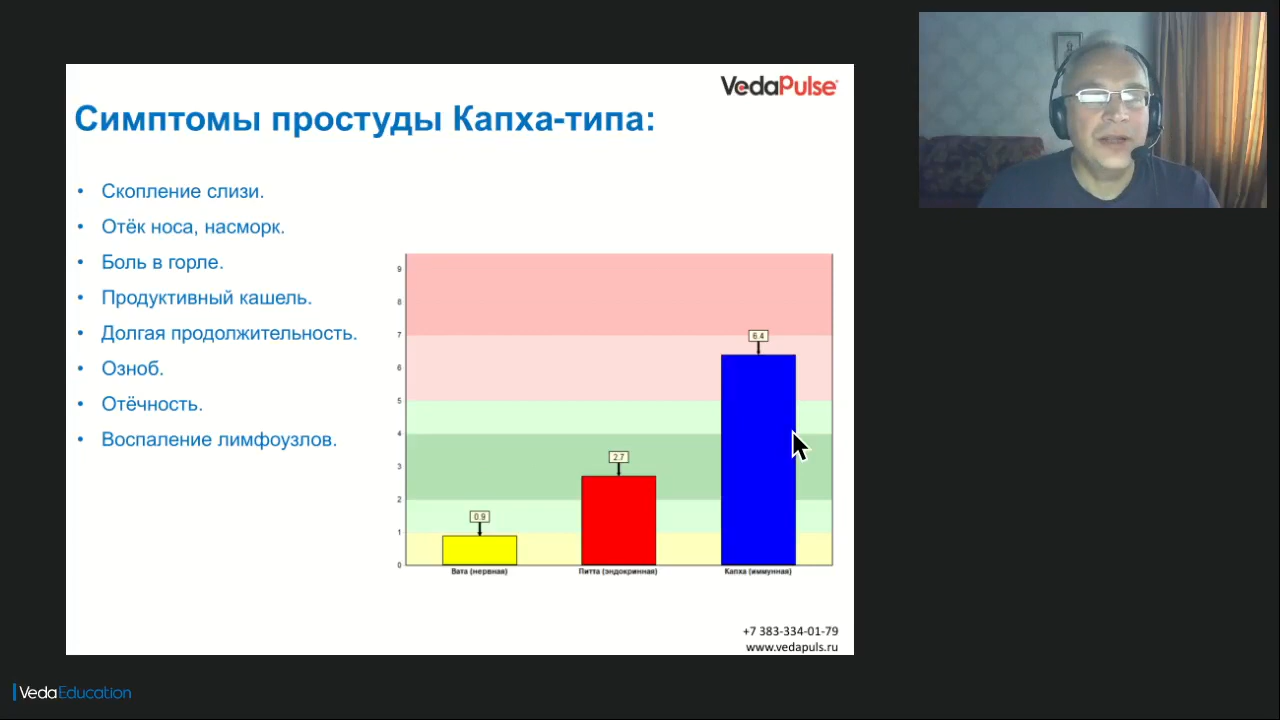 VedaPulse
Симптомы простуды Капха-типа:
• Скопление слизи.
• Отёк носа, насморк.
• Боль в горле.
• Продуктивный кашель.
• Долгая продолжительность.
• Озноб.
• Отёчность.
• Воспаление лимфоузлов.
9
8
7
6
5
4
3
2
1
0
0.9
2.7
6.4
Вата (нервная)
Питта (эндокринная)
Капха (иммунная)
+7 383-334-01-79
www.vedapuls.ru
VedaEducation